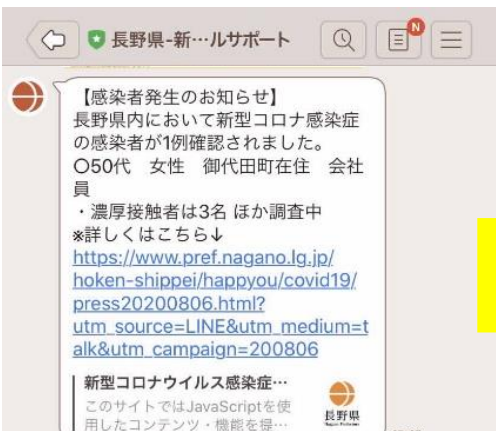 長野県-新…ルサポート
N
【感染者発生のお知らせ】
長野県内において新型コロナ感染症
の感染者が1例確認されました。
○50代 女性 御代田町在住 会社
員
・濃厚接触者は3名 ほか調査中
※詳しくはこちら↓
https://www.pref.nagano.lg.jp/
hoken-shippei/happyou/covid19/
press20200806.html?
utm_source=LINE&utm_medium=t
alk&utm_campaign=200806
新型コロナウイルス感染症…
このサイトではJavaScriptを使
用したコンテンツ・機能を提…
長野県